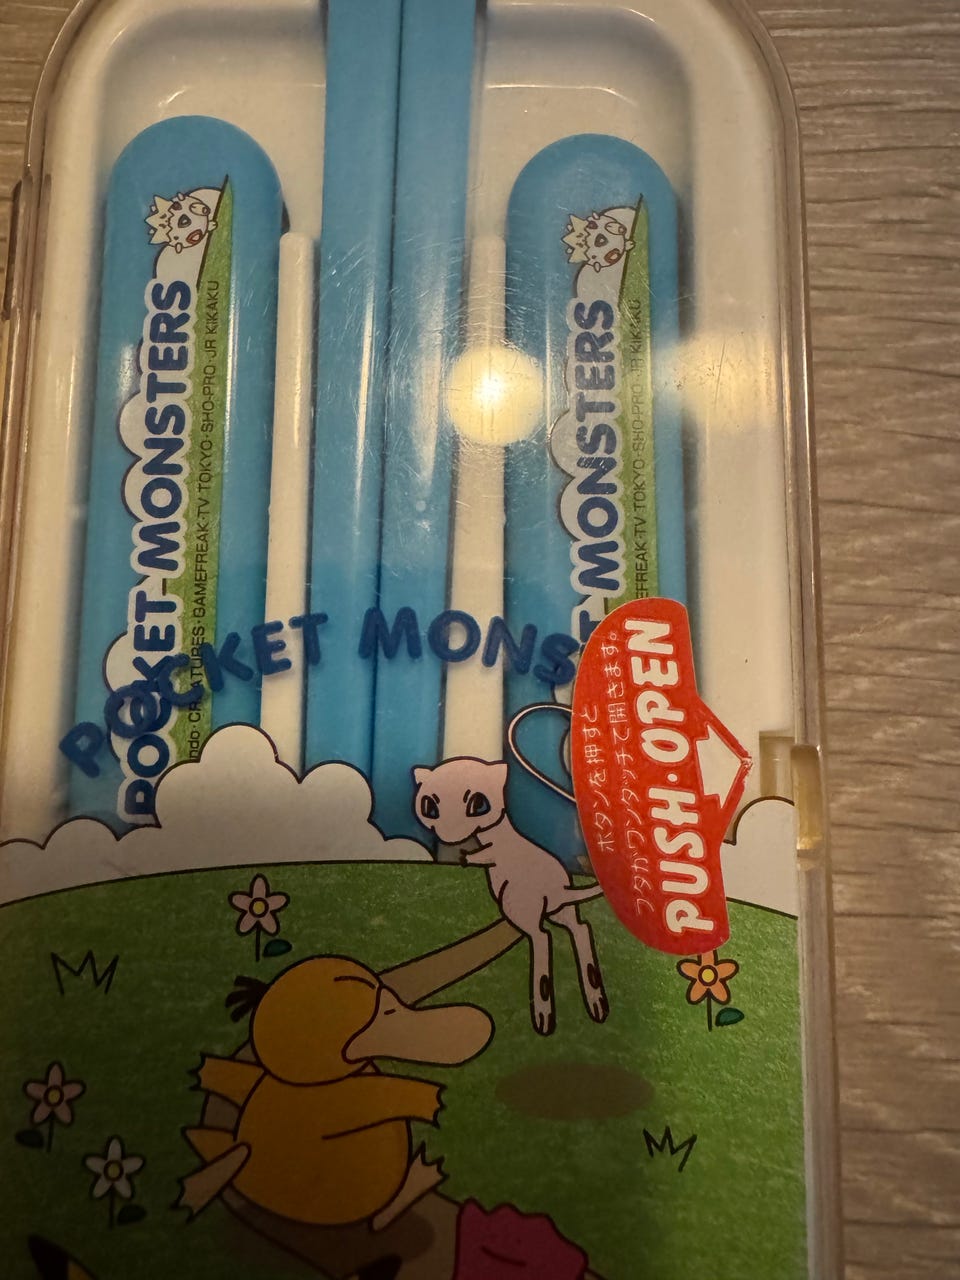 POCKET MONSTERS
ndo·CREATURES·GAMEFREAK·TV TOKYO·SHO-PRO·JR KIKAKU
T MONSTERS
EFREAK·TV TOKYO·SHO-PRO·JR KIKAKU
POCKET MONS
ボタンを押すと
フタがワンタッチで開きます。
PUSH·OPEN